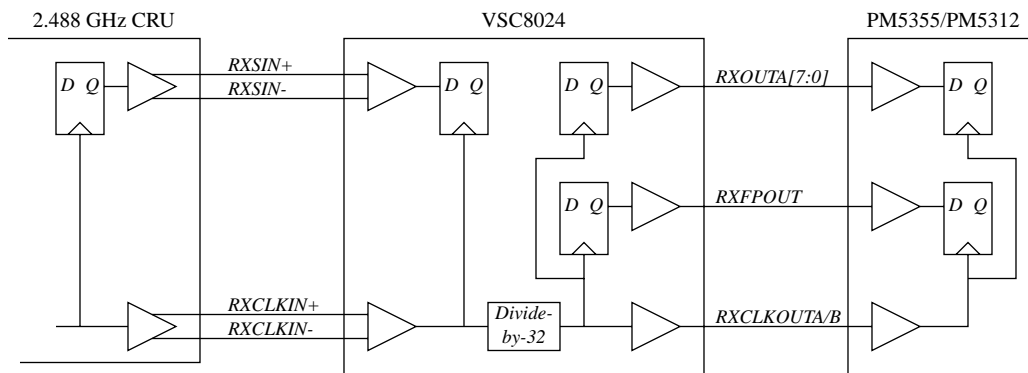 2.488 GHz CRU
VSC8024
PM5355/PM5312
RXSIN+
RXSIN-
RXOUTA[7:0]
D Q
D Q
D Q
D Q
RXFPOUT
D Q
D Q
RXCLKIN+
RXCLKIN-
Divide-
by-32
RXCLKOUTA/B